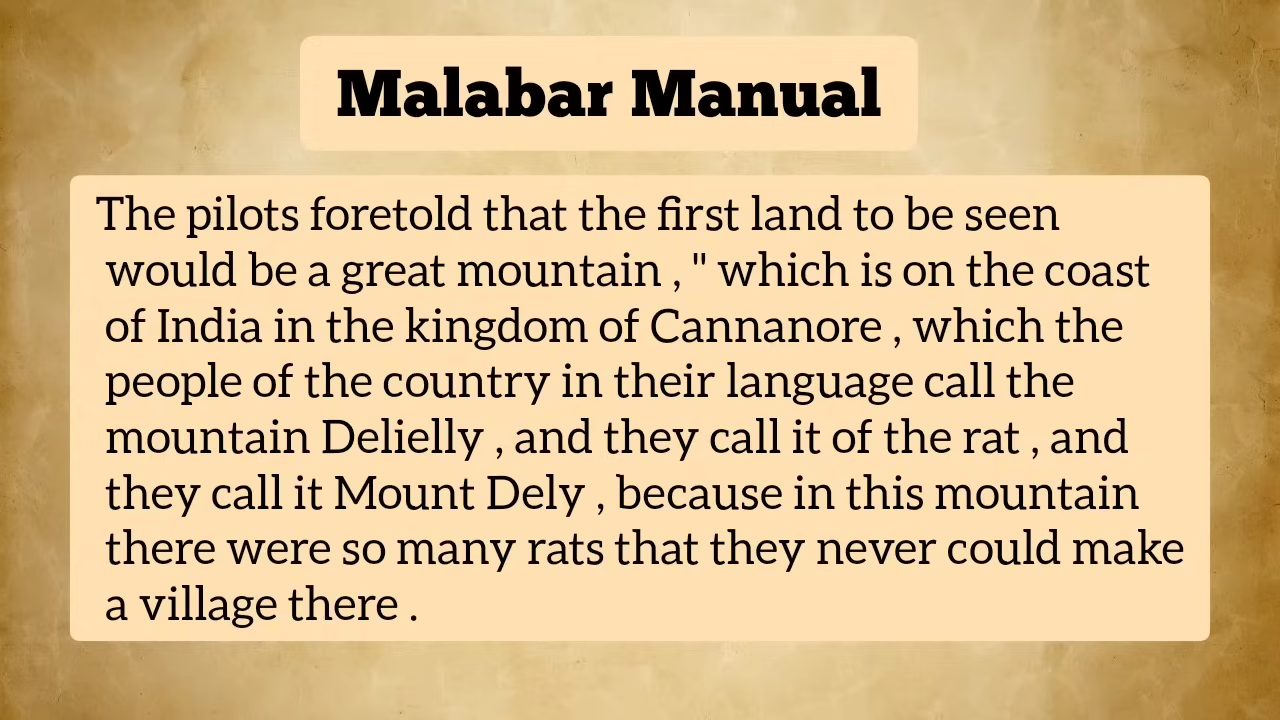 Malabar Manual
The pilots foretold that the first land to be seen
would be a great mountain , " which is on the coast
of India in the kingdom of Cannanore , which the
people of the country in their language call the
mountain Delielly , and they call it of the rat , and
they call it Mount Dely , because in this mountain
there were so many rats that they never could make
a village there .